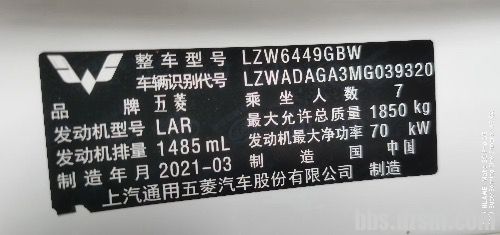 整车型号 LZW6449GBW
车辆识别代号 LZWADAGA3MG039320
品牌 五菱 乘坐人数 7
发动机型号 LAR 最大允许总质量 1850 kg
发动机排量 1485 mL 发动机最大净功率 70 kW
制造年月 2021-03 制造国 中国
上汽通用五菱汽车股份有限公司 制造